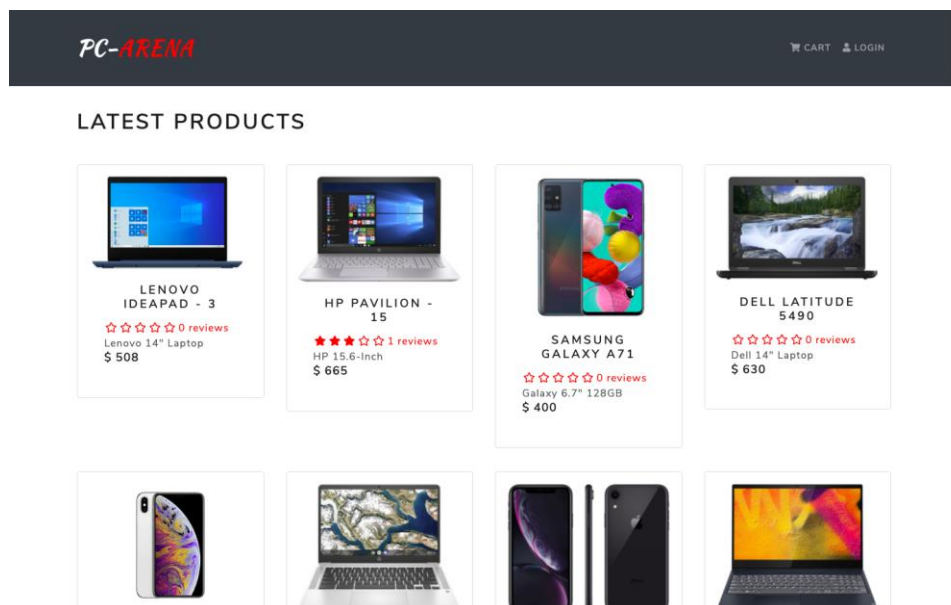 PC-ARENA
CART LOGIN
LATEST PRODUCTS
LENOVO
IDEAPAD - 3
0 reviews
Lenovo 14" Laptop
$ 508
HP PAVILION -
15
1 reviews
HP 15.6-Inch
$ 665
SAMSUNG
GALAXY A71
0 reviews
Galaxy 6.7" 128GB
$ 400
DELL LATITUDE
5490
0 reviews
Dell 14" Laptop
$ 630